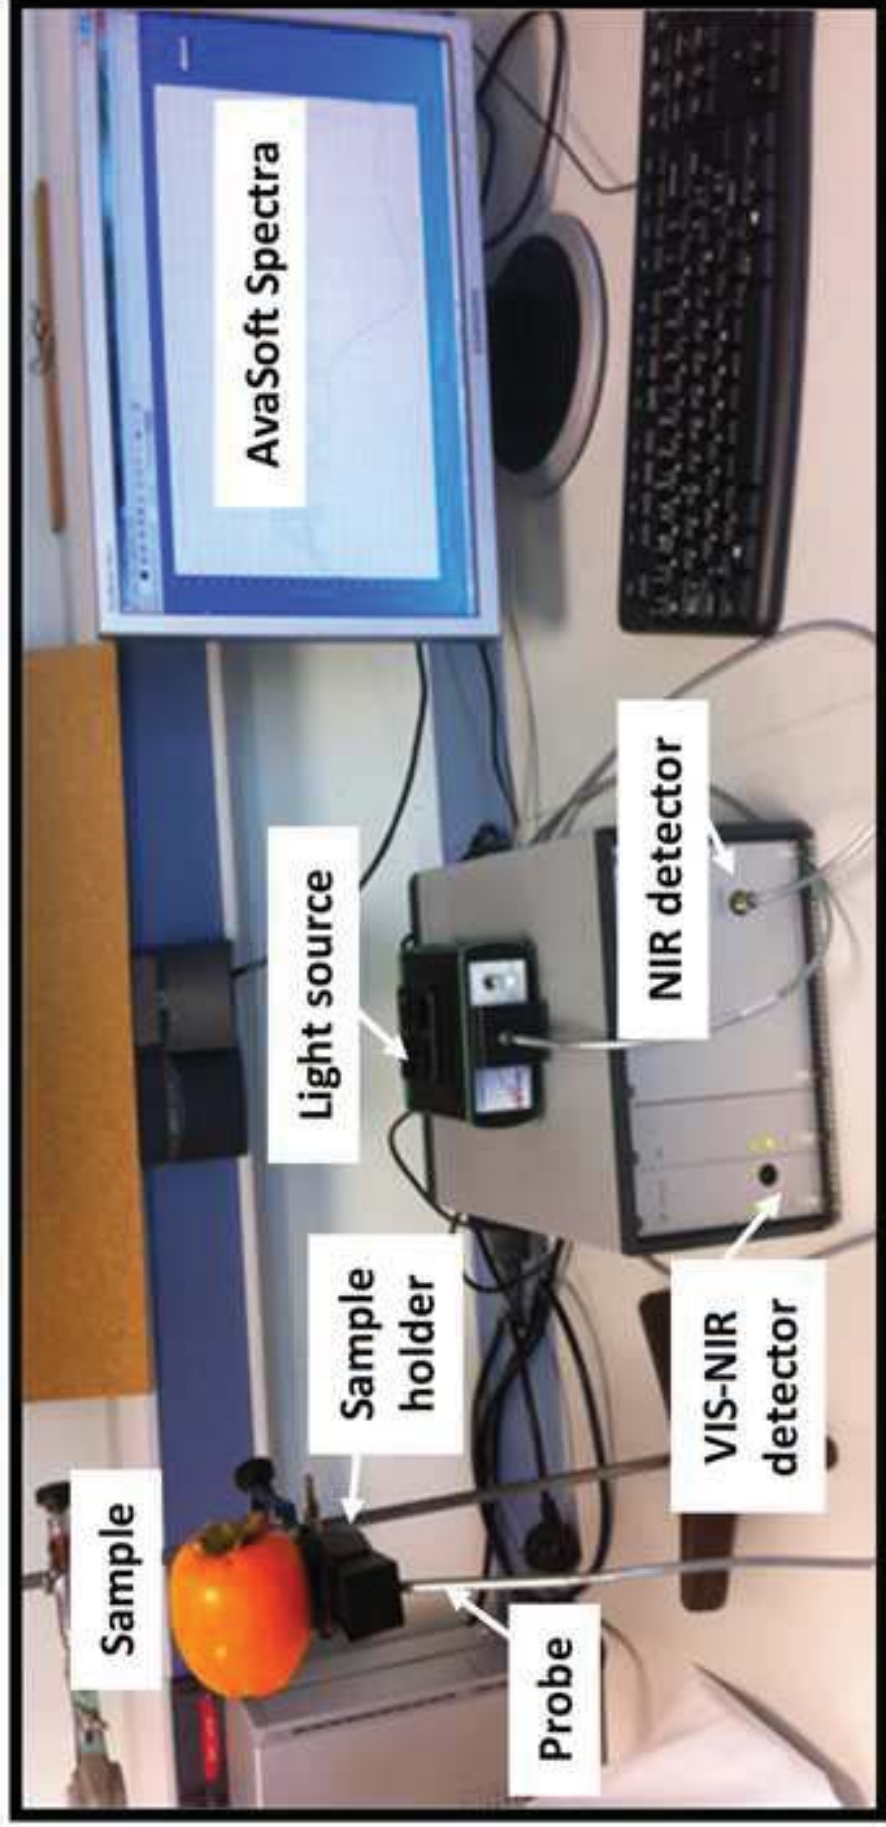 Sample
Sample
holder
Probe
Light source
VIS-NIR
detector
NIR detector
AvaSoft Spectra